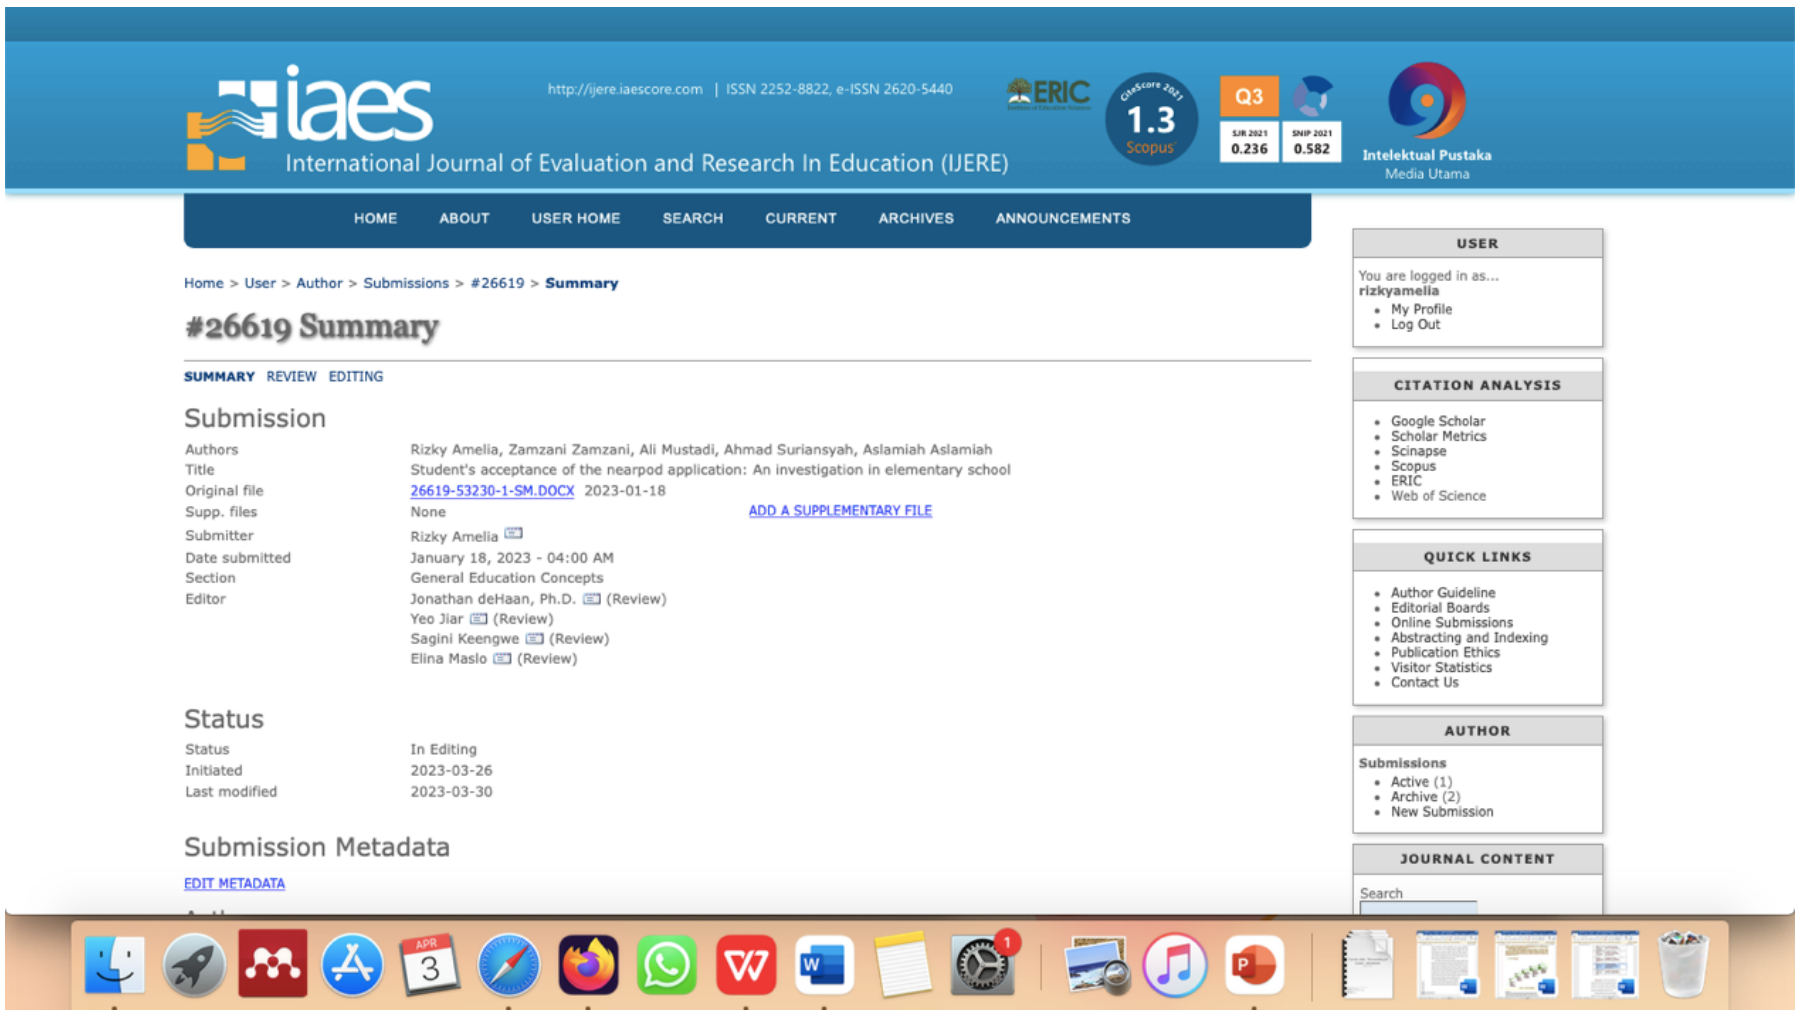 iaes
http://ijere.iaescore.com | ISSN 2252-8822, e-ISSN 2620-5440
International Journal of Evaluation and Research In Education (IJERE)
ERIC
CiteScore 2021
1.3
Scopus
Q3
SJR 2021
0.236
SNIP 2021
0.582
Intelektual Pustaka
Media Utama
HOME ABOUT USER HOME SEARCH CURRENT ARCHIVES ANNOUNCEMENTS
Home > User > Author > Submissions > #26619 > Summary
#26619 Summary
SUMMARY REVIEW EDITING
Submission
Authors Rizky Amelia, Zamzani Zamzani, Ali Mustadi, Ahmad Suriansyah, Aslamiah Aslamiah
Title Student's acceptance of the nearpod application: An investigation in elementary school
Original file 26619-53230-1-SM.DOCX 2023-01-18
Supp. files None ADD A SUPPLEMENTARY FILE
Submitter Rizky Amelia
Date submitted January 18, 2023 - 04:00 AM
Section General Education Concepts
Editor Jonathan deHaan, Ph.D. (Review)
Yeo Jiar (Review)
Sagini Keengwe (Review)
Elina Maslo (Review)
Status
Status In Editing
Initiated 2023-03-26
Last modified 2023-03-30
Submission Metadata
EDIT METADATA
USER
You are logged in as...
rizkyamelia
My Profile
Log Out
CITATION ANALYSIS
Google Scholar
Scholar Metrics
Scinapse
Scopus
ERIC
Web of Science
QUICK LINKS
Author Guideline
Editorial Boards
Online Submissions
Abstracting and Indexing
Publication Ethics
Visitor Statistics
Contact Us
AUTHOR
Submissions
Active (1)
Archive (2)
New Submission
JOURNAL CONTENT
Search
APR
3
W
1
P